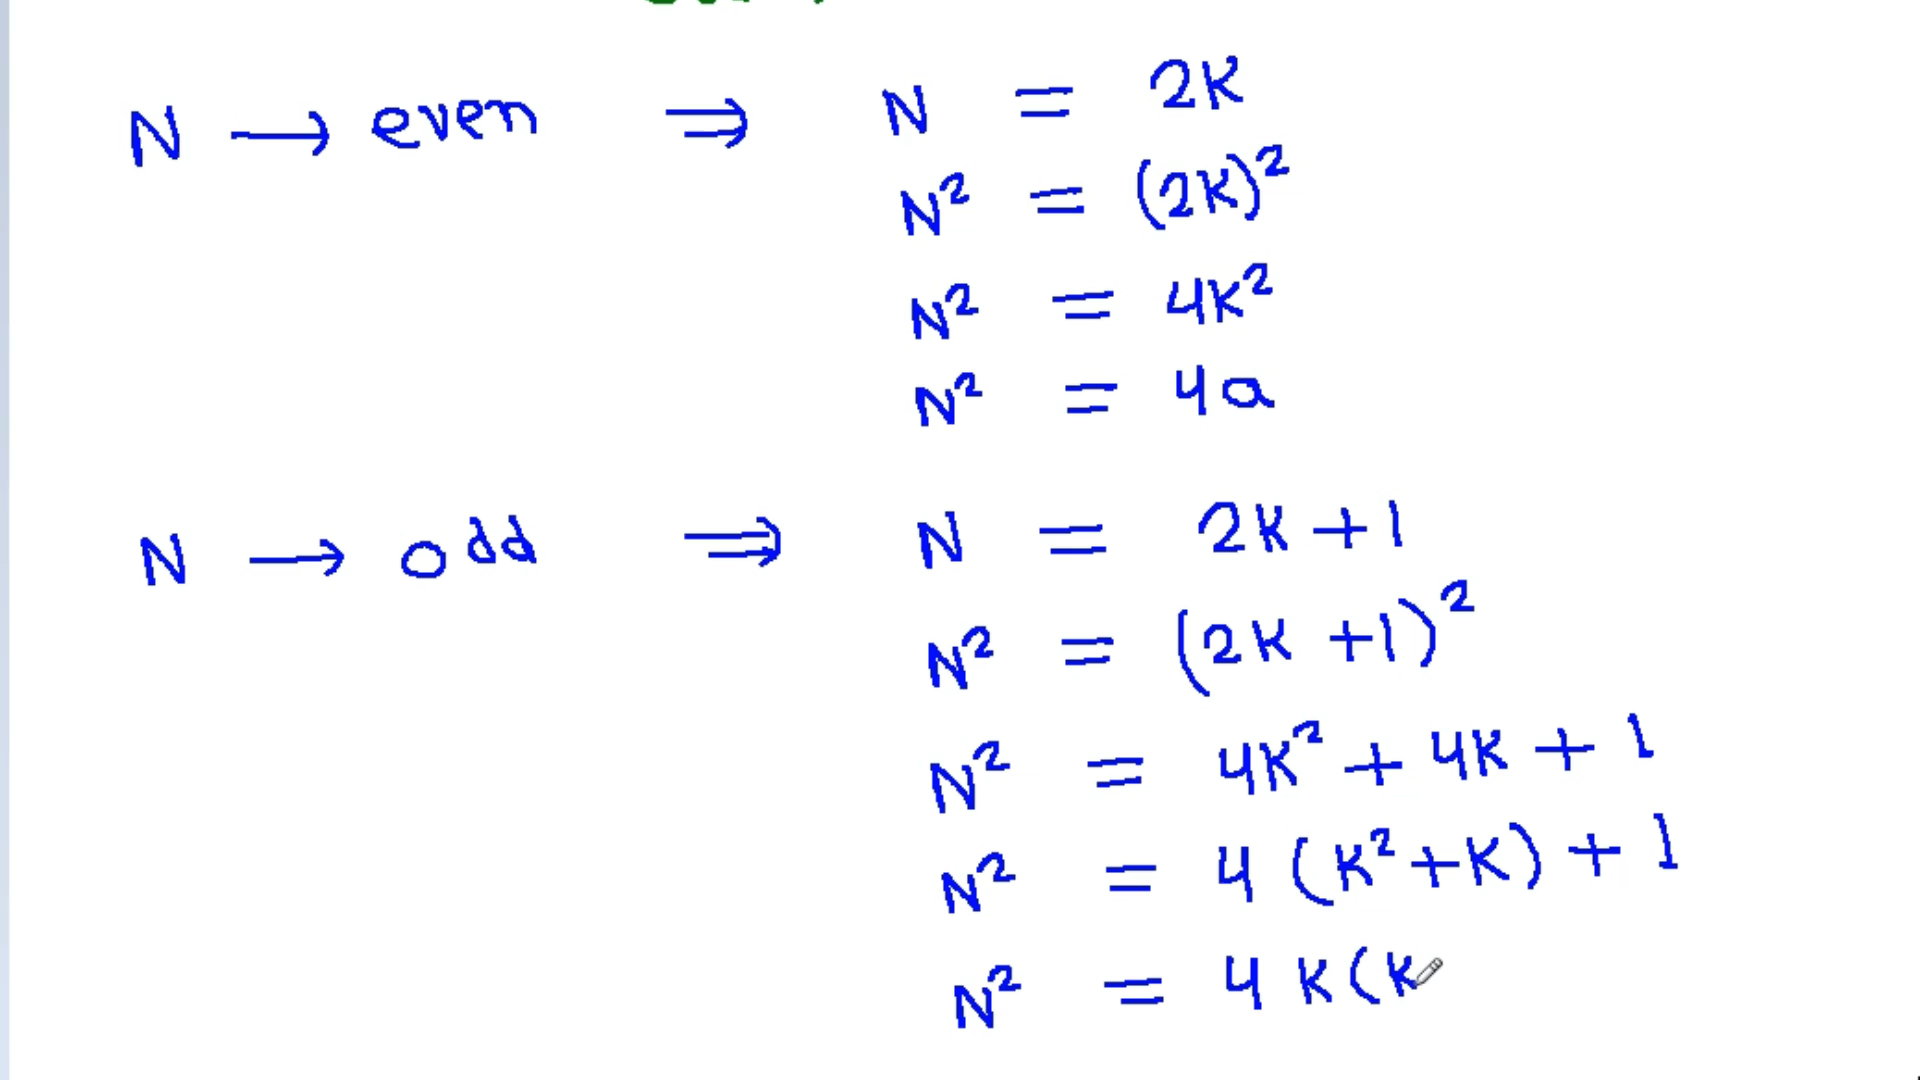 N → even ⇒ N = 2K
N² = (2K)²
N² = 4K²
N² = 4a
N → odd ⇒ N = 2K + 1
N² = (2K + 1)²
N² = 4K² + 4K + 1
N² = 4 (K² + K) + 1
N² = 4 K (K